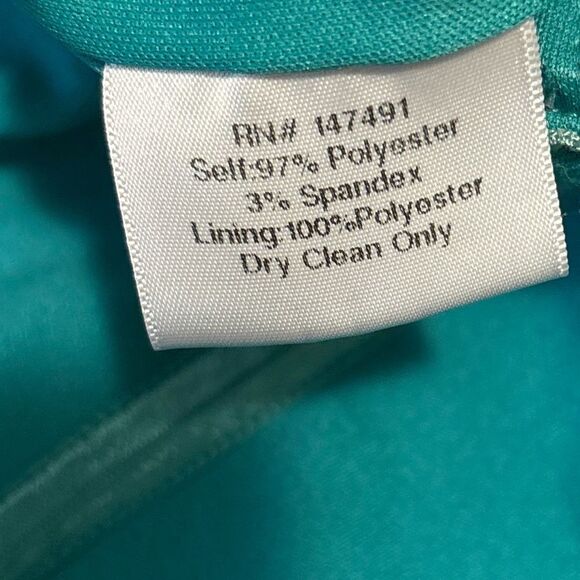 RN# 147491
Self:97% Polyester
3% Spandex
Lining:100%Polyester
Dry Clean Only